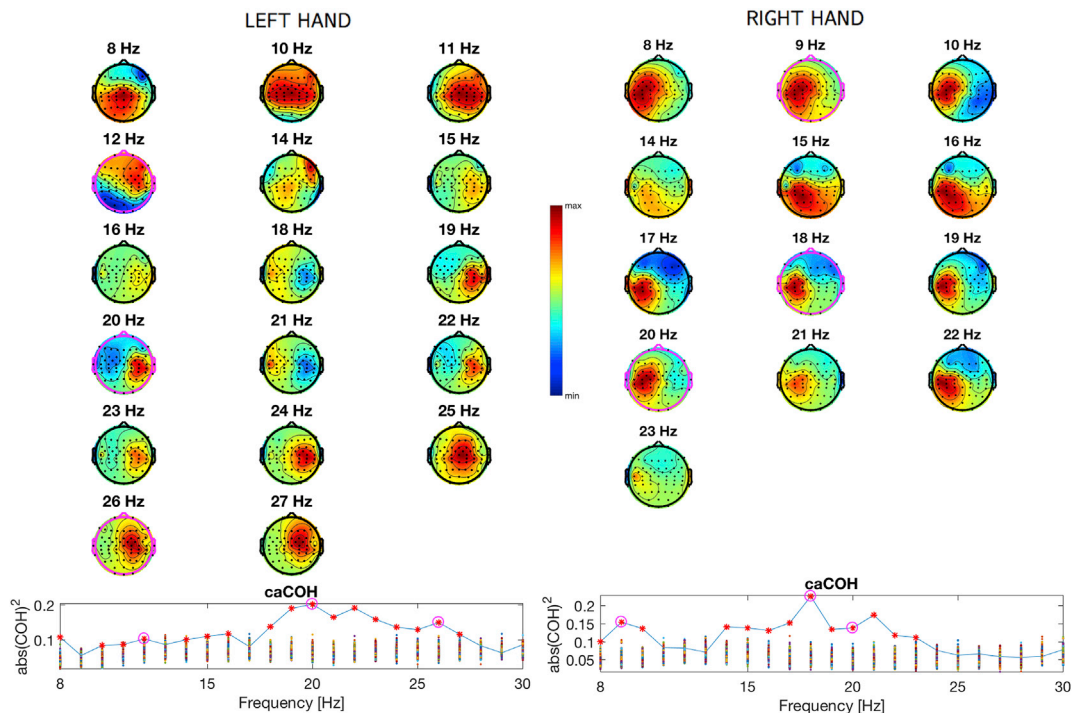 LEFT HAND
8 Hz 10 Hz 11 Hz
12 Hz 14 Hz 15 Hz
16 Hz 18 Hz 19 Hz
20 Hz 21 Hz 22 Hz
23 Hz 24 Hz 25 Hz
26 Hz 27 Hz
max
min
RIGHT HAND
8 Hz 9 Hz 10 Hz
14 Hz 15 Hz 16 Hz
17 Hz 18 Hz 19 Hz
20 Hz 21 Hz 22 Hz
23 Hz
caCOH
abs(COH)²
0.2
0.1
8 15 20 25 30
Frequency [Hz]
caCOH
abs(COH)²
0.2
0.15
0.1
0.05
8 15 20 25 30
Frequency [Hz]